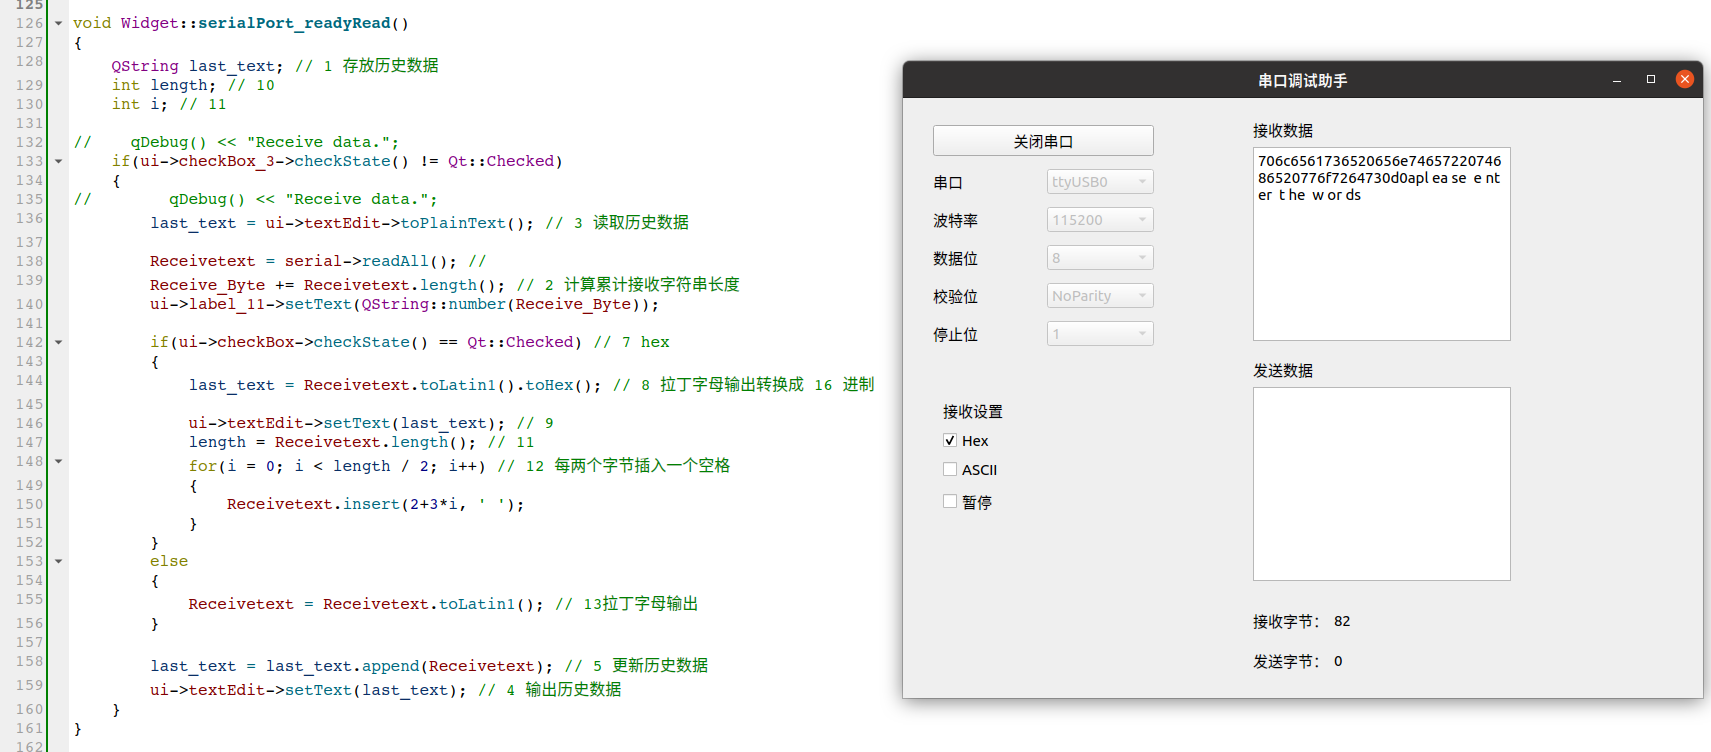 125
126 void Widget::serialPort_readyRead()
127 {
128     QString last_text; // 1 存放历史数据
129     int length; // 10
130     int i; // 11
131
132 //    qDebug() << "Receive data.";
133     if(ui->checkBox_3->checkState() != Qt::Checked)
134     {
135 //        qDebug() << "Receive data.";
136         last_text = ui->textEdit->toPlainText(); // 3 读取历史数据
137
138         Receivetext = serial->readAll(); //
139         Receive_Byte += Receivetext.length(); // 2 计算累计接收字符串长度
140         ui->label_11->setText(QString::number(Receive_Byte));
141
142         if(ui->checkBox->checkState() == Qt::Checked) // 7 hex
143         {
144             last_text = Receivetext.toLatin1().toHex(); // 8 拉丁字母输出转换成 16 进制
145
146             ui->textEdit->setText(last_text); // 9
147             length = Receivetext.length(); // 11
148             for(i = 0; i < length / 2; i++) // 12 每两个字节插入一个空格
149             {
150                 Receivetext.insert(2+3*i, ' ');
151             }
152         }
153         else
154         {
155             Receivetext = Receivetext.toLatin1(); // 13拉丁字母输出
156         }
157
158         last_text = last_text.append(Receivetext); // 5 更新历史数据
159         ui->textEdit->setText(last_text); // 4 输出历史数据
160     }
161 }
162
串口调试助手
关闭串口
串口 ttyUSB0
波特率 115200
数据位 8
校验位 NoParity
停止位 1
接收设置
Hex
ASCII
暂停
接收数据
706c6561736520656e74657220746
86520776f7264730d0apl ea se  e nt
er  t he  w or ds
发送数据
接收字节： 82
发送字节： 0